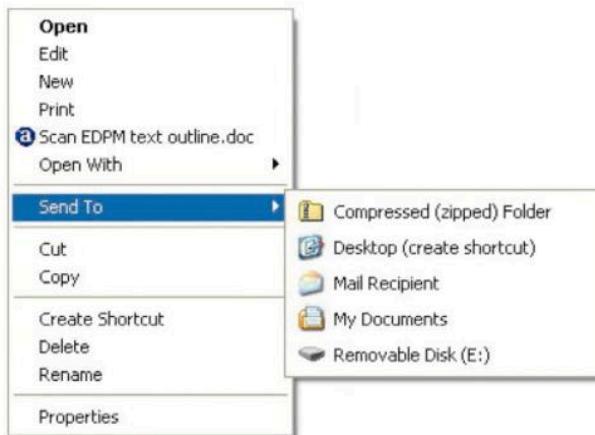 Open
Edit
New
Print
a Scan EDPM text outline.doc
Open With
Send To
Cut
Copy
Create Shortcut
Delete
Rename
Properties
Compressed (zipped) Folder
Desktop (create shortcut)
Mail Recipient
My Documents
Removable Disk (E:)